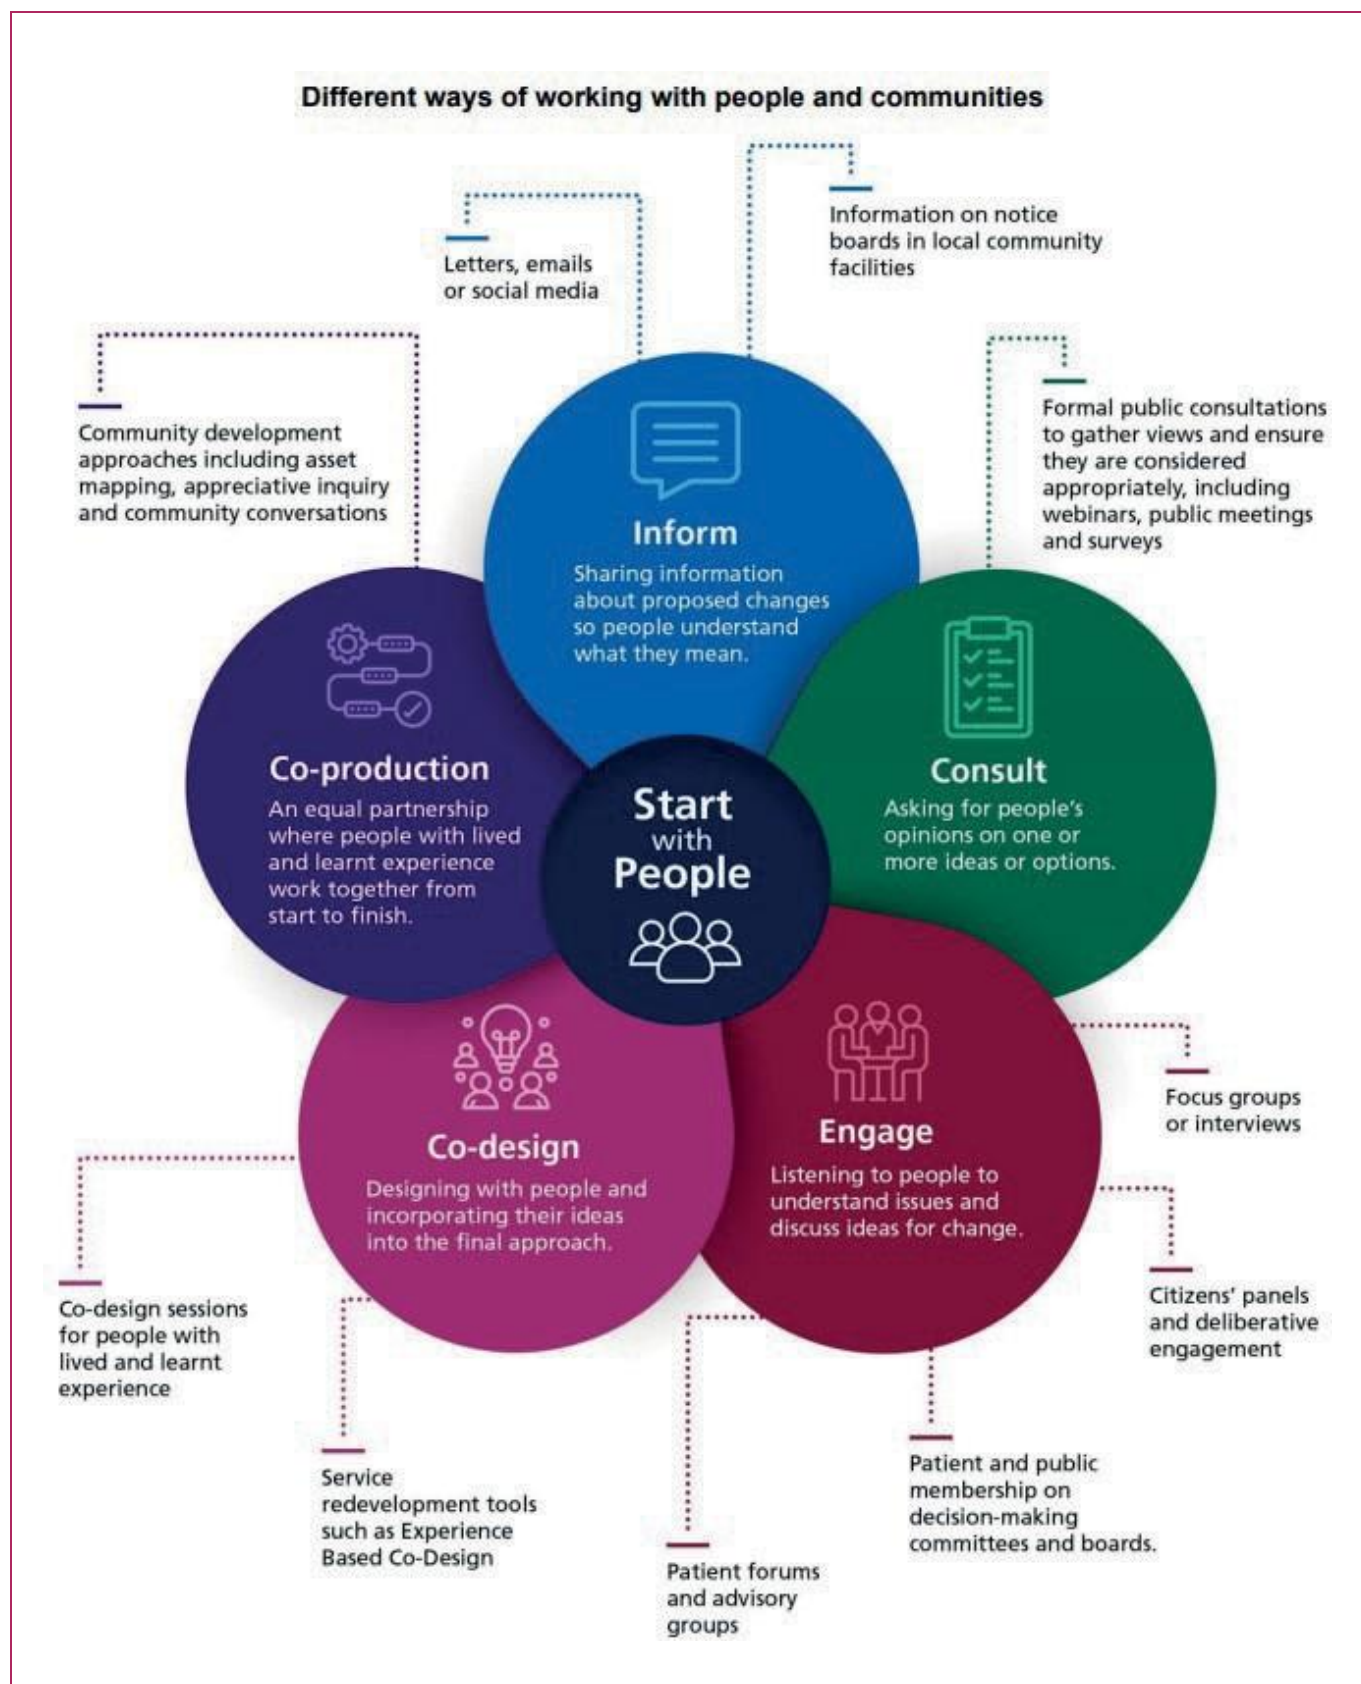 Different ways of working with people and communities
Information on notice
boards in local community
facilities
Letters, emails
or social media
Community development
approaches including asset
mapping, appreciative inquiry
and community conversations
Formal public consultations
to gather views and ensure
they are considered
appropriately, including
webinars, public meetings
and surveys
Inform
Sharing information
about proposed changes
so people understand
what they mean.
Co-production
An equal partnership
where people with lived
and learnt experience
work together from
start to finish.
Start
with
People
Consult
Asking for people's
opinions on one or
more ideas or options.
Co-design
Designing with people and
incorporating their ideas
into the final approach.
Engage
Listening to people to
understand issues and
discuss ideas for change.
Focus groups
or interviews
Citizens' panels
and deliberative
engagement
Co-design sessions
for people with
lived and learnt
experience
Service
redevelopment tools
such as Experience
Based Co-Design
Patient forums
and advisory
groups
Patient and public
membership on
decision-making
committees and boards.